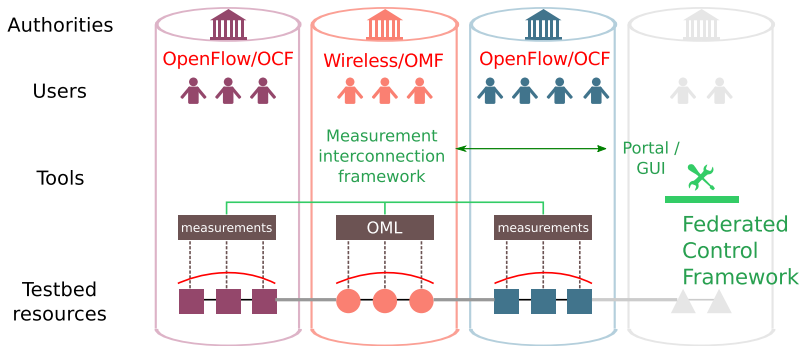 Authorities
OpenFlow/OCF
Wireless/OMF
OpenFlow/OCF
Users
Measurement
interconnection
framework
Portal /
GUI
Tools
measurements
OML
measurements
Federated
Control
Framework
Testbed
resources